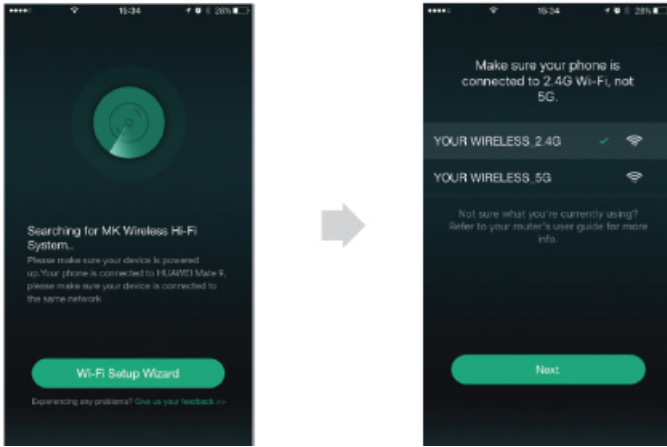 15:34
28%
Searching for MK Wireless Hi-Fi
System...
Please make sure your device is powered
up.Your phone is connected to HUAWEI Mate 9,
please make sure your device is connected to
the same network
Wi-Fi Setup Wizard
Experiencing any problems? Give us your feedback >>
15:34
28%
Make sure your phone is
connected to 2.4G Wi-Fi, not
5G.
YOUR WIRELESS_2.4G
YOUR WIRELESS_5G
Not sure what you're currently using?
Refer to your router's user guide for more
info.
Next